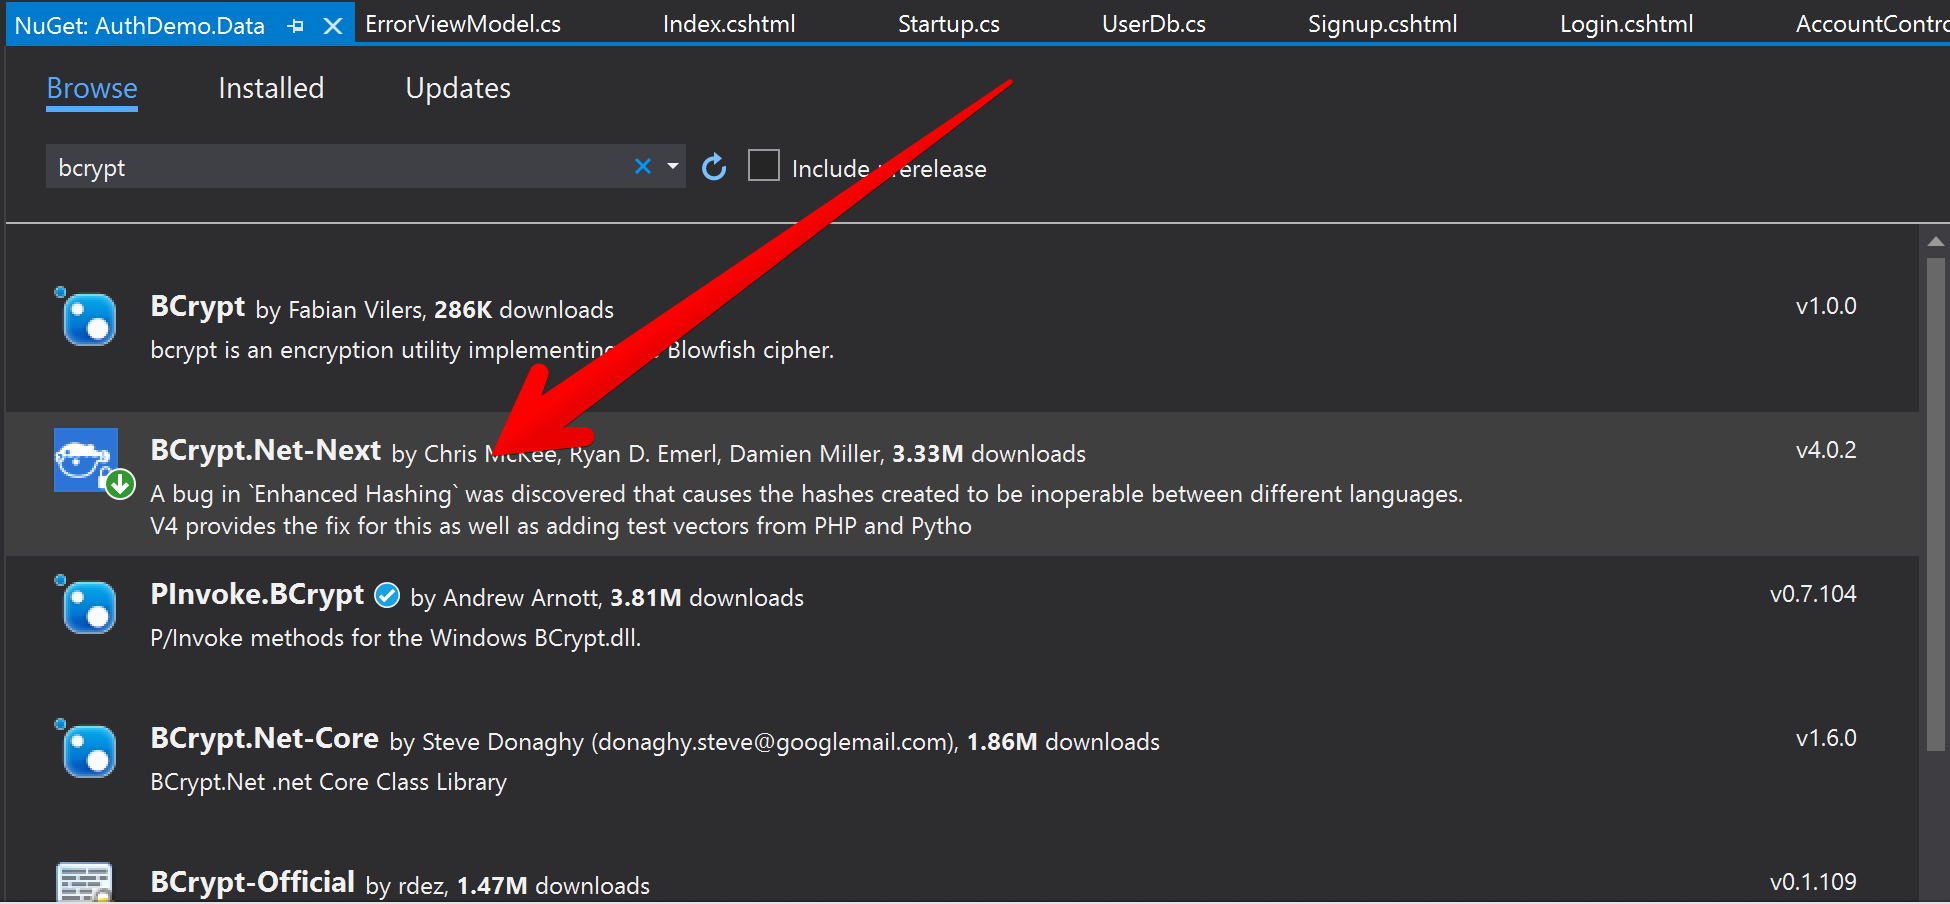 NuGet: AuthDemo.Data ErrorViewModel.cs Index.cshtml Startup.cs UserDb.cs Signup.cshtml Login.cshtml AccountContro
Browse Installed Updates
bcrypt Include prerelease
BCrypt by Fabian Vilers, 286K downloads v1.0.0
bcrypt is an encryption utility implementing Blowfish cipher.
BCrypt.Net-Next by Chris McKee, Ryan D. Emerl, Damien Miller, 3.33M downloads v4.0.2
A bug in `Enhanced Hashing` was discovered that causes the hashes created to be inoperable between different languages.
V4 provides the fix for this as well as adding test vectors from PHP and Pytho
PInvoke.BCrypt by Andrew Arnott, 3.81M downloads v0.7.104
P/Invoke methods for the Windows BCrypt.dll.
BCrypt.Net-Core by Steve Donaghy (donaghy.steve@googlemail.com), 1.86M downloads v1.6.0
BCrypt.Net .net Core Class Library
BCrypt-Official by rdez, 1.47M downloads v0.1.109